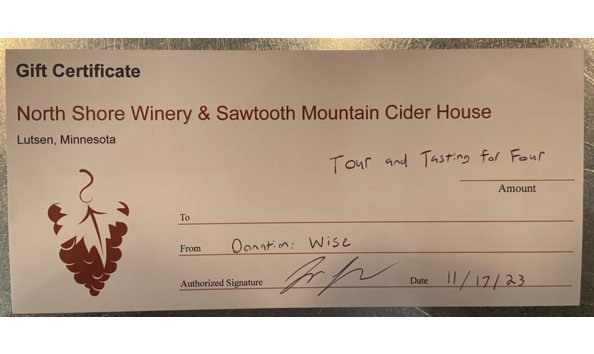 Gift Certificate
North Shore Winery & Sawtooth Mountain Cider House
Lutsen, Minnesota
Tour and Tasting for Four
Amount
To
From Donation: Wise
Authorized Signature
Date 11/17/23